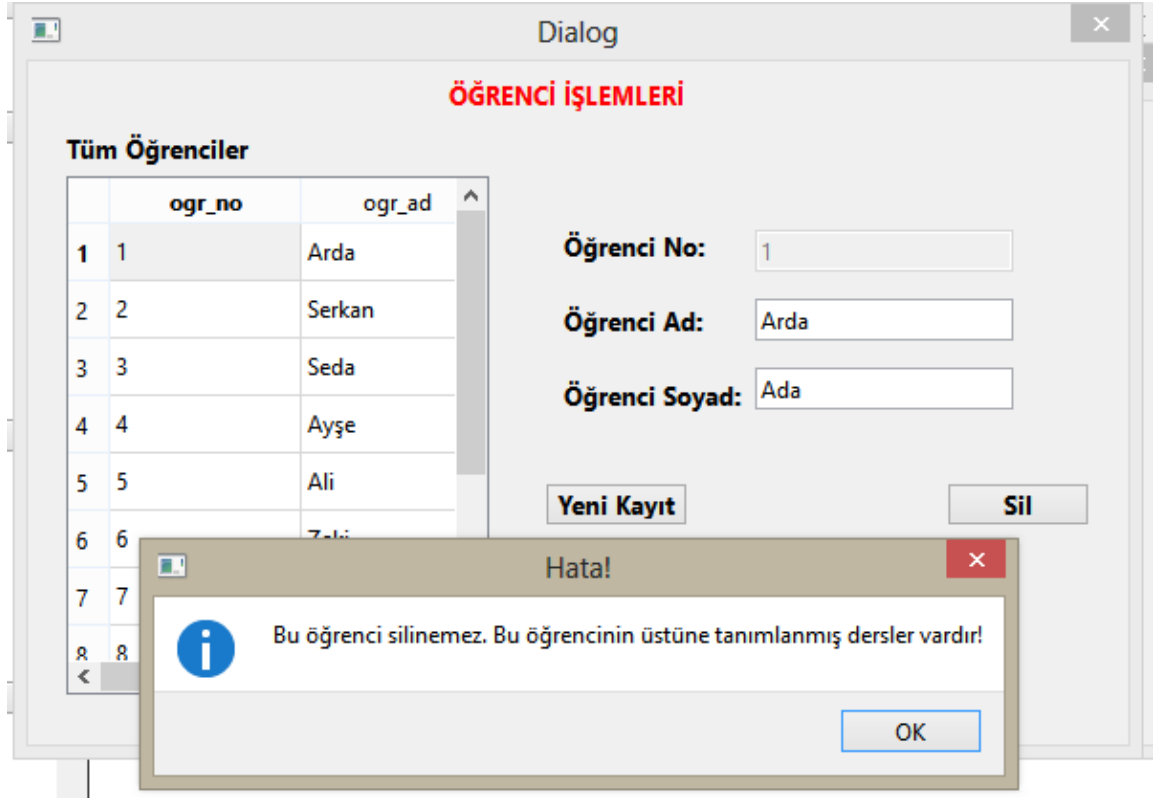 Dialog
ÖĞRENCİ İŞLEMLERİ
Tüm Öğrenciler
ogr_no ogr_ad
1 1 Arda
2 2 Serkan
3 3 Seda
4 4 Ayşe
5 5 Ali
6 6
7 7
8 8
Öğrenci No: 1
Öğrenci Ad: Arda
Öğrenci Soyad: Ada
Yeni Kayıt Sil
Hata!
Bu öğrenci silinemez. Bu öğrencinin üstüne tanımlanmış dersler vardır!
OK